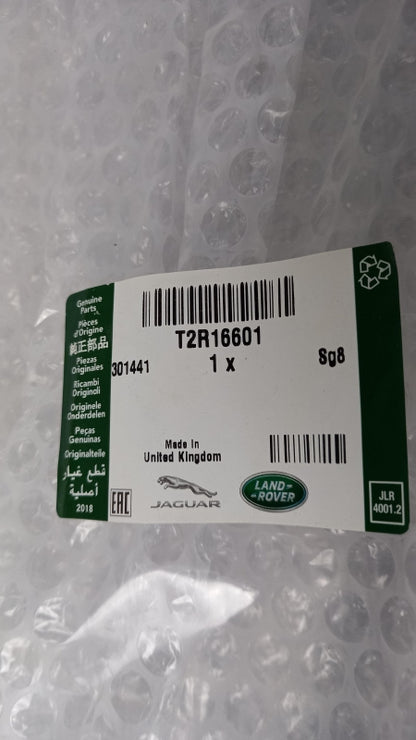 Genuine
Parts
Pièces
d'Origine
純正部品
Piezas
Originales
Ricambi
Originali
Originele
Onderdelen
Peças
Genuínas
Originalteile
قطع غيار
أصلية
2018
T2R16601
301441
1 x
Sg8
Made in
United Kingdom
EAC
JAGUAR
LAND-
-ROVER
JLR
4001.2